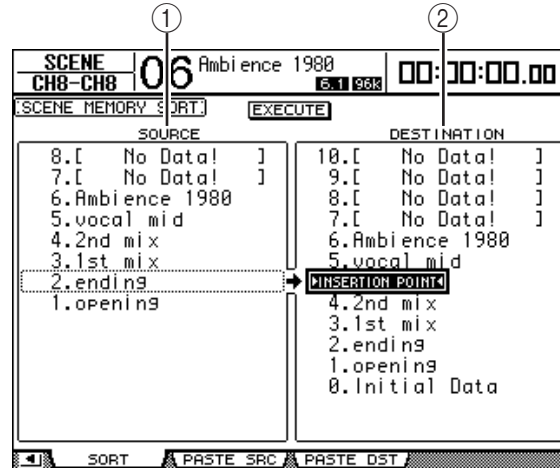 ① ②
SCENE
CH8-CH8
06 Ambience 1980
6.1 96k
00:00:00.00
SCENE MEMORY SORT
EXECUTE
SOURCE
8.[ No Data! ]
7.[ No Data! ]
6.Ambience 1980
5.vocal mid
4.2nd mix
3.1st mix
2.ending
1.opening
DESTINATION
10.[ No Data! ]
9.[ No Data! ]
8.[ No Data! ]
7.[ No Data! ]
6.Ambience 1980
5.vocal mid
INSERTION POINT
4.2nd mix
3.1st mix
2.ending
1.opening
0.Initial Data
SORT PASTE SRC PASTE DST